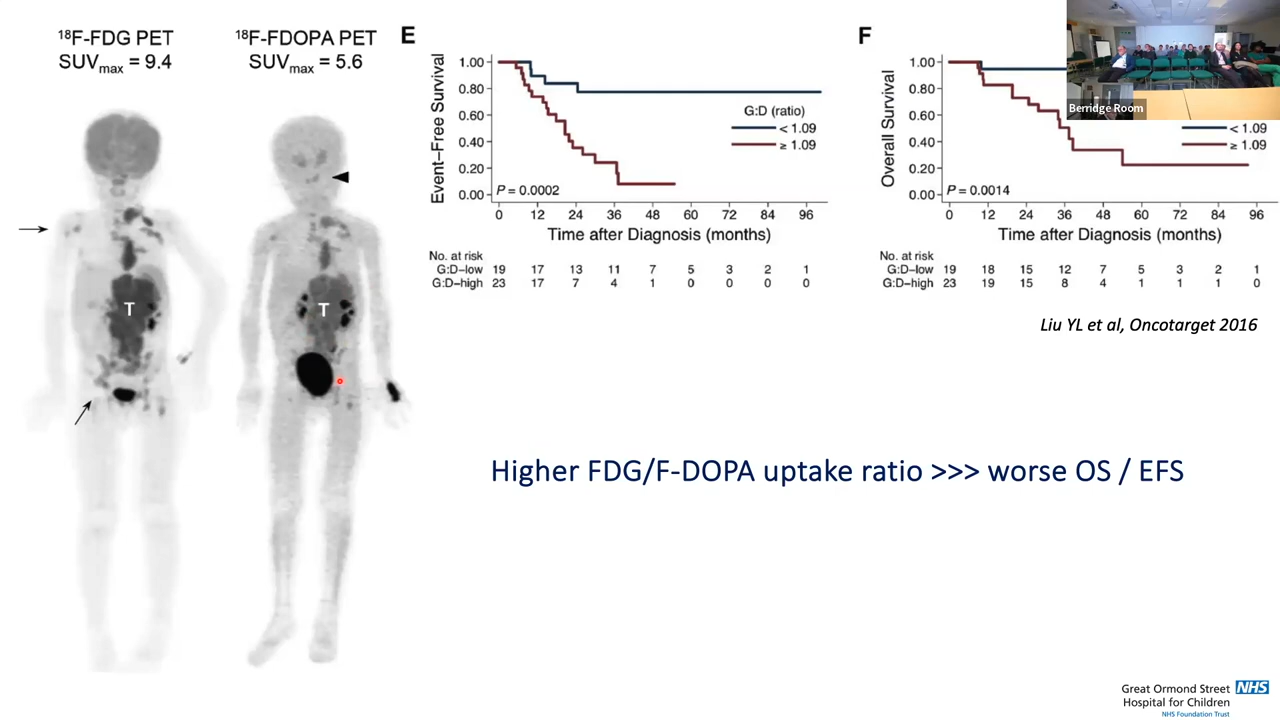 ¹⁸F-FDG PET
SUVmax = 9.4
¹⁸F-FDOPA PET
SUVmax = 5.6
T
T
E
Event–Free Survival
1.00
0.80
0.60
0.40
0.20
0.00
G:D (ratio)
< 1.09
≥ 1.09
P = 0.0002
0 12 24 36 48 60 72 84 96
Time after Diagnosis (months)
No. at risk
G:D–low 19 17 13 11 7 5 3 2 1
G:D–high 23 17 7 4 1 0 0 0 0
F
Overall Survival
1.00
0.80
0.60
0.40
0.20
0.00
< 1.09
≥ 1.09
P = 0.0014
0 12 24 36 48 60 72 84 96
Time after Diagnosis (months)
No. at risk
G:D–low 19 18 15 12 7 5 3 2 1
G:D–high 23 19 15 8 4 1 1 1 0
Berridge Room
Liu YL et al, Oncotarget 2016
Higher FDG/F-DOPA uptake ratio >>> worse OS / EFS
Great Ormond Street NHS
Hospital for Children
NHS Foundation Trust